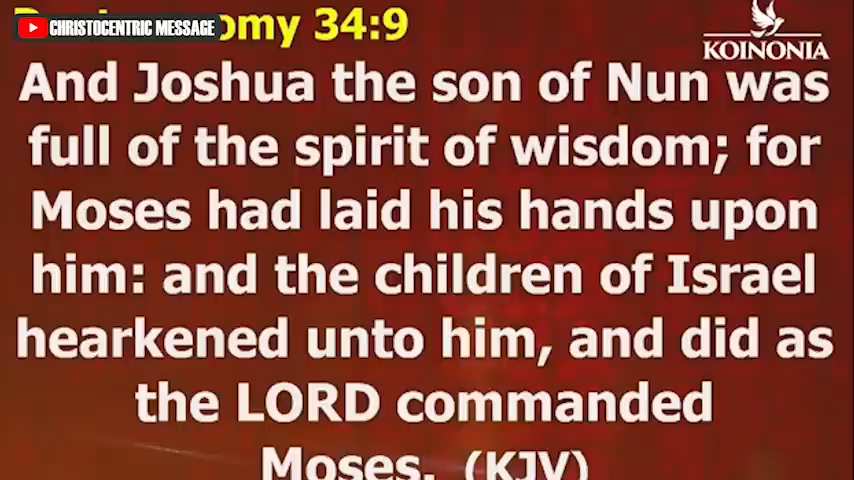 CHRISTOCENTRIC MESSAGE
omy 34:9
KOINONIA
And Joshua the son of Nun was
full of the spirit of wisdom; for
Moses had laid his hands upon
him: and the children of Israel
hearkened unto him, and did as
the LORD commanded
Moses. (KJV)